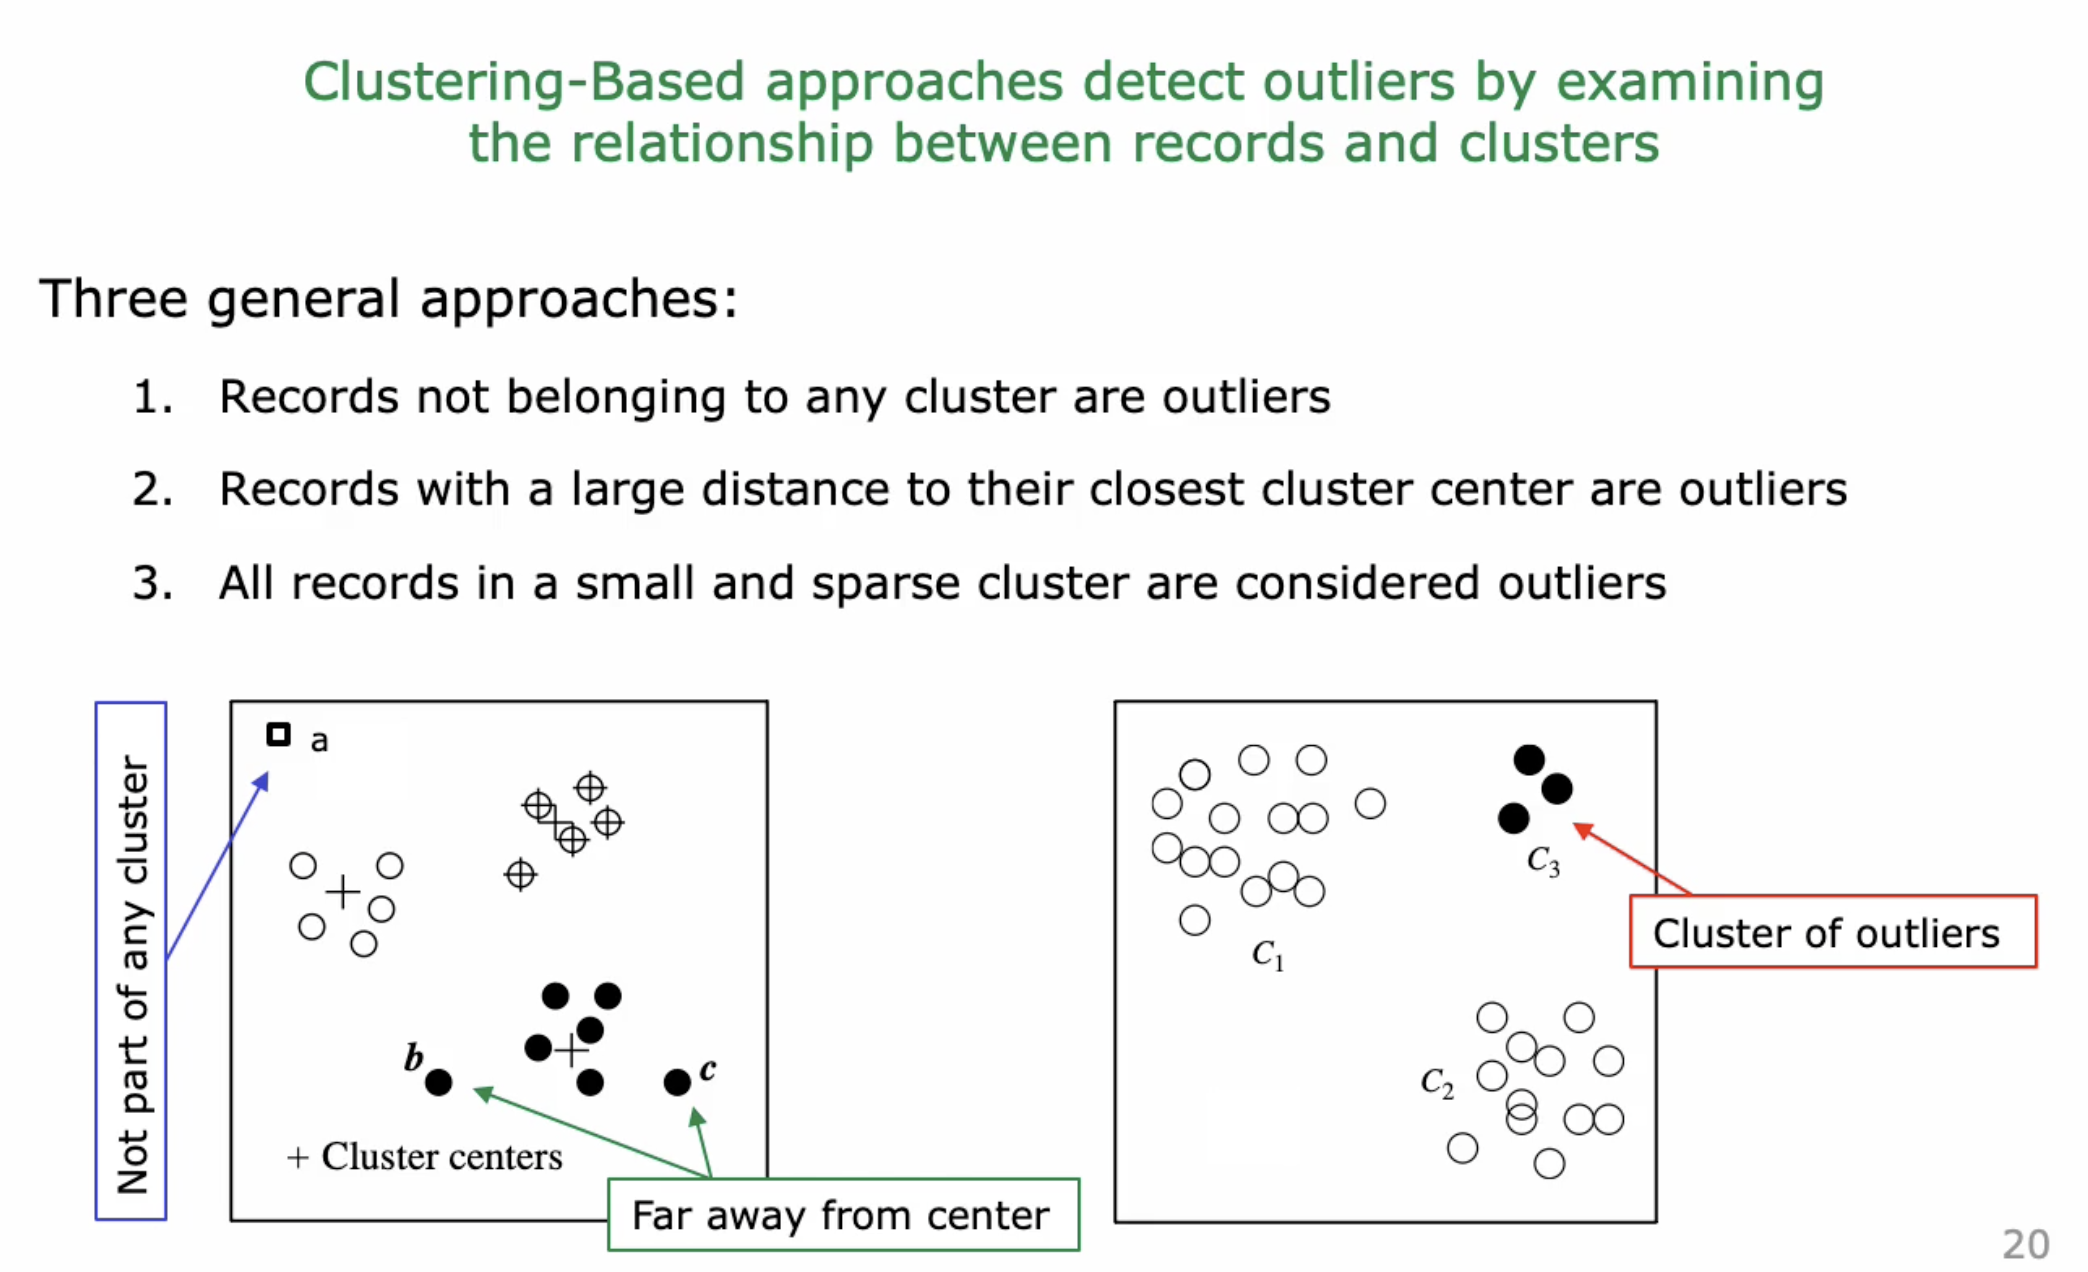 Clustering-Based approaches detect outliers by examining
the relationship between records and clusters
Three general approaches:
1. Records not belonging to any cluster are outliers
2. Records with a large distance to their closest cluster center are outliers
3. All records in a small and sparse cluster are considered outliers
Not part of any cluster
a
b
c
+ Cluster centers
Far away from center
C1
C2
C3
Cluster of outliers
20